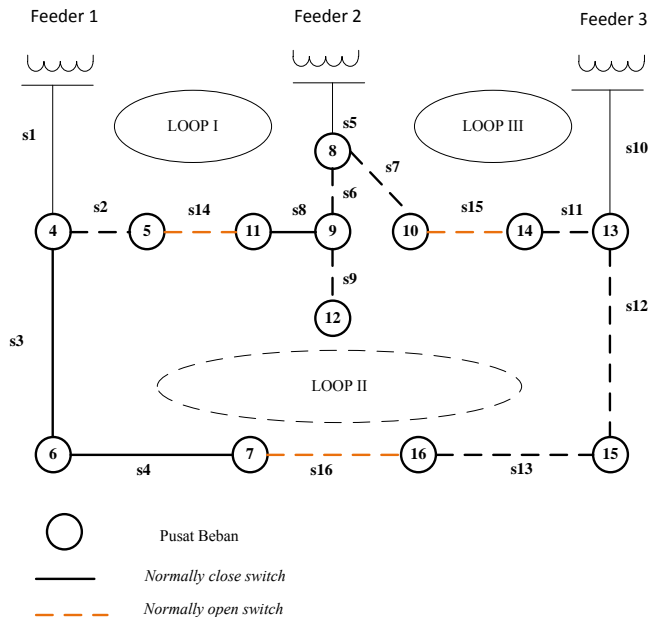 Feeder 1
Feeder 2
Feeder 3
s1
LOOP I
s5
LOOP III
s10
8
s7
s2
s14
s8
s6
s15
s11
4
5
11
9
10
14
13
s9
s12
12
s3
LOOP II
6
7
16
15
s4
s16
s13
Pusat Beban
Normally close switch
Normally open switch